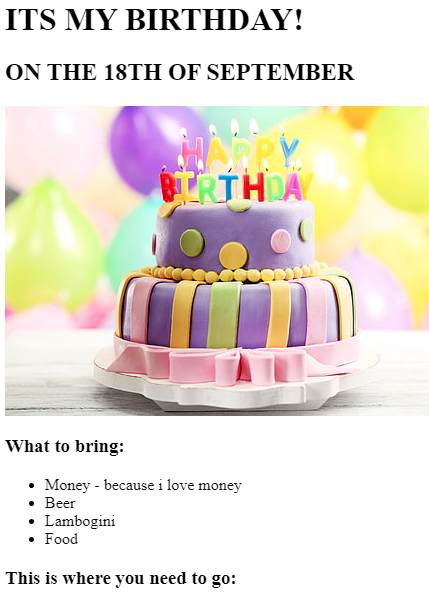 ITS MY BIRTHDAY!
ON THE 18TH OF SEPTEMBER
HAPPY
BIRTHDAY
What to bring:
Money - because i love money
Beer
Lambogini
Food
This is where you need to go: